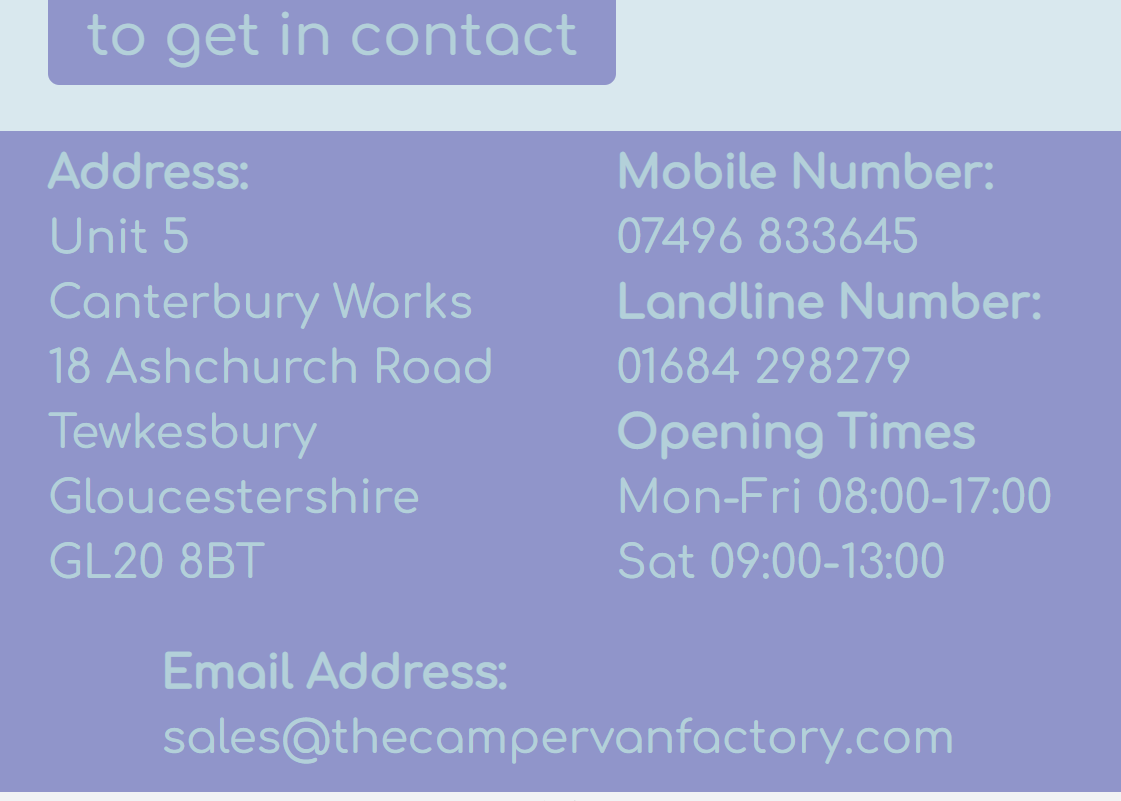 to get in contact
Address:
Unit 5
Canterbury Works
18 Ashchurch Road
Tewkesbury
Gloucestershire
GL20 8BT
Mobile Number:
07496 833645
Landline Number:
01684 298279
Opening Times
Mon-Fri 08:00-17:00
Sat 09:00-13:00
Email Address:
sales@thecampervanfactory.com